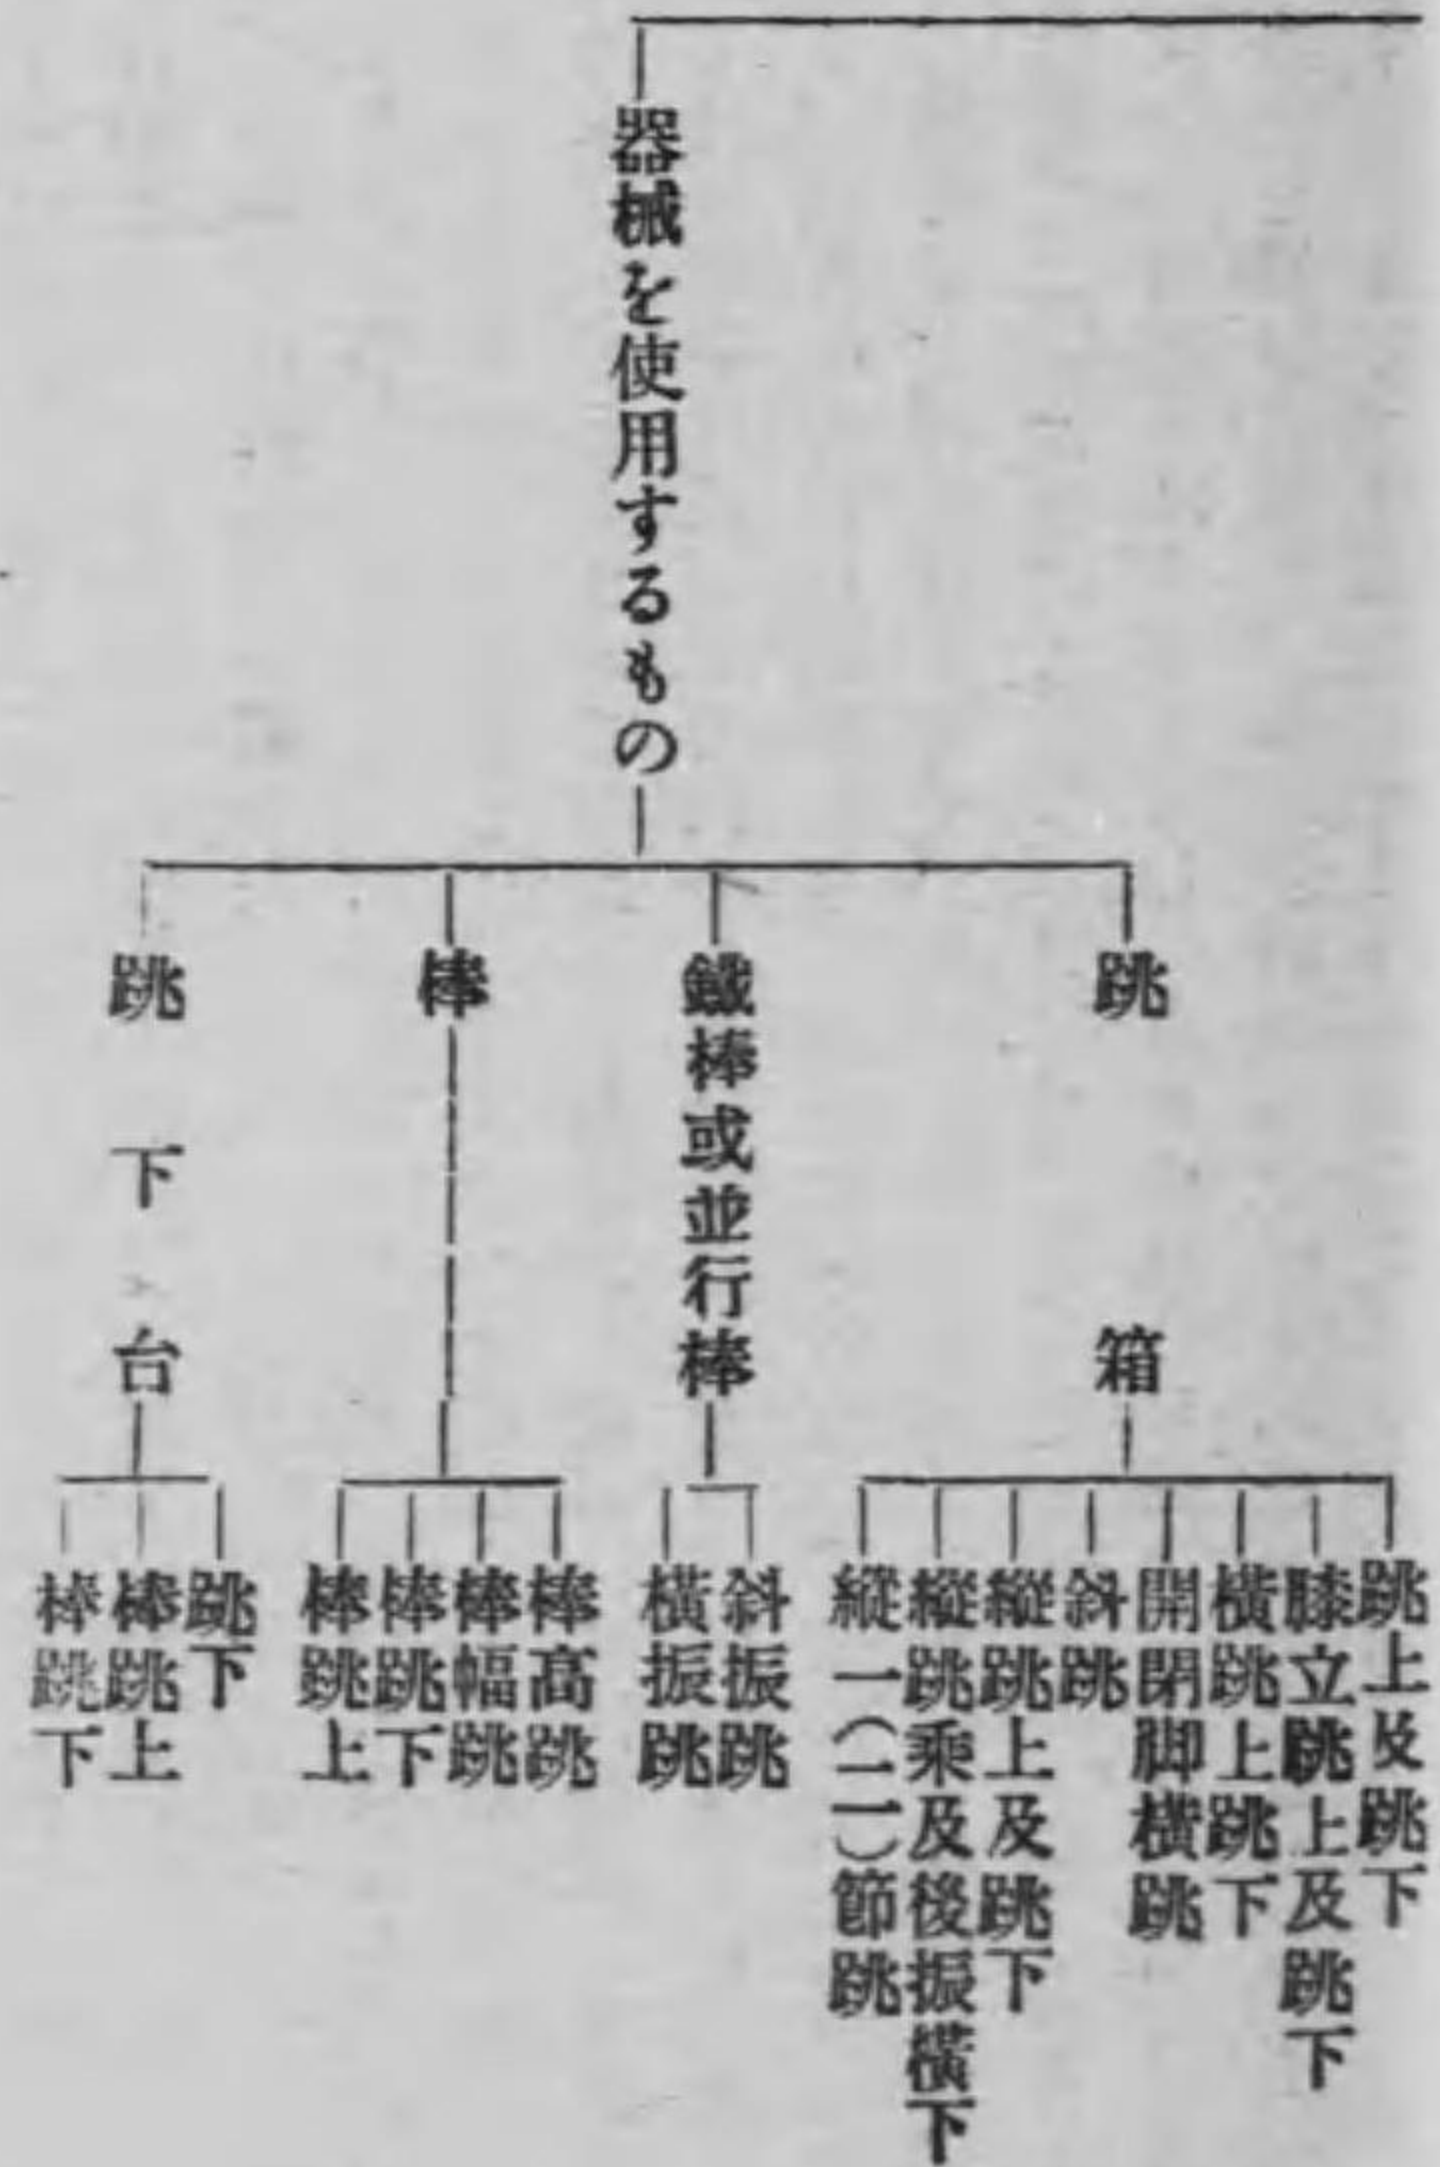 器械を使用するもの
跳箱
跳上及跳下
膝立跳上及跳下
横跳上跳下
開閉脚横跳
斜跳
縦跳上及跳下
縦跳乗及後振横下
縦一(二)節跳
鐵棒或並行棒
斜振跳
横振跳
棒
棒高跳
棒幅跳
棒跳下
棒跳上
跳下台
跳下
棒跳上
棒跳下